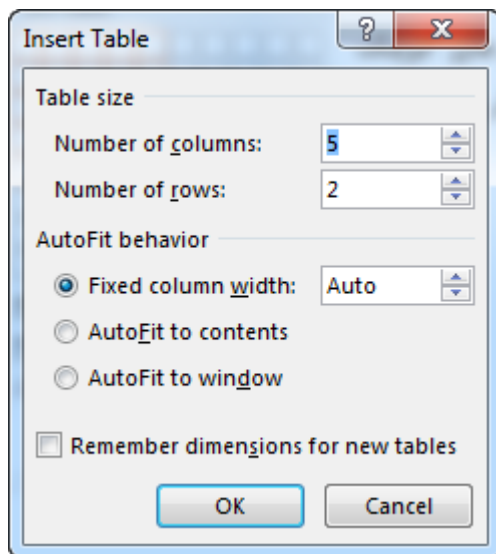 Insert Table
?
Table size
Number of columns: 5
Number of rows: 2
AutoFit behavior
Fixed column width: Auto
AutoFit to contents
AutoFit to window
Remember dimensions for new tables
OK Cancel